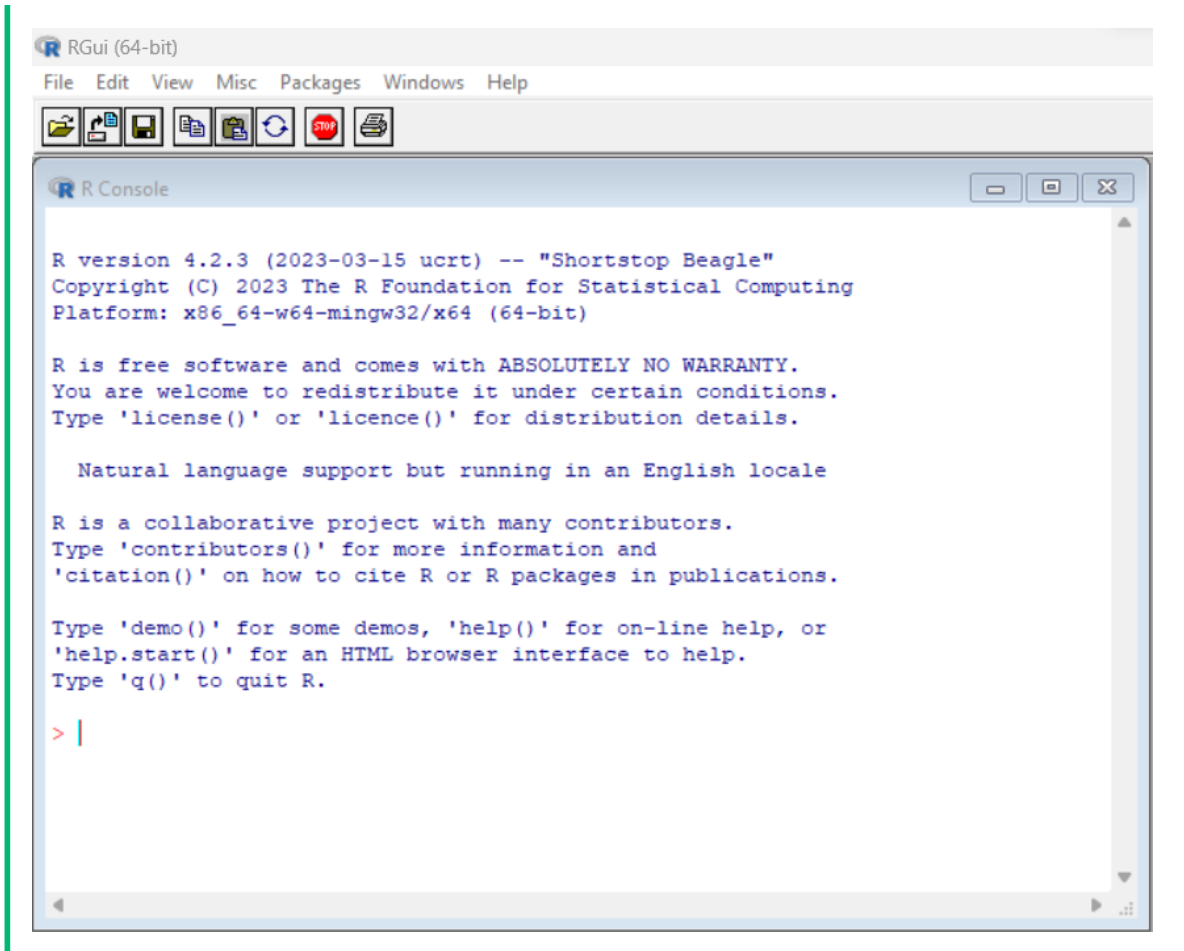 RGui (64-bit)
File Edit View Misc Packages Windows Help
STOP
R Console
R version 4.2.3 (2023-03-15 ucrt) -- "Shortstop Beagle"
Copyright (C) 2023 The R Foundation for Statistical Computing
Platform: x86_64-w64-mingw32/x64 (64-bit)
R is free software and comes with ABSOLUTELY NO WARRANTY.
You are welcome to redistribute it under certain conditions.
Type 'license()' or 'licence()' for distribution details.
Natural language support but running in an English locale
R is a collaborative project with many contributors.
Type 'contributors()' for more information and
'citation()' on how to cite R or R packages in publications.
Type 'demo()' for some demos, 'help()' for on-line help, or
'help.start()' for an HTML browser interface to help.
Type 'q()' to quit R.
>